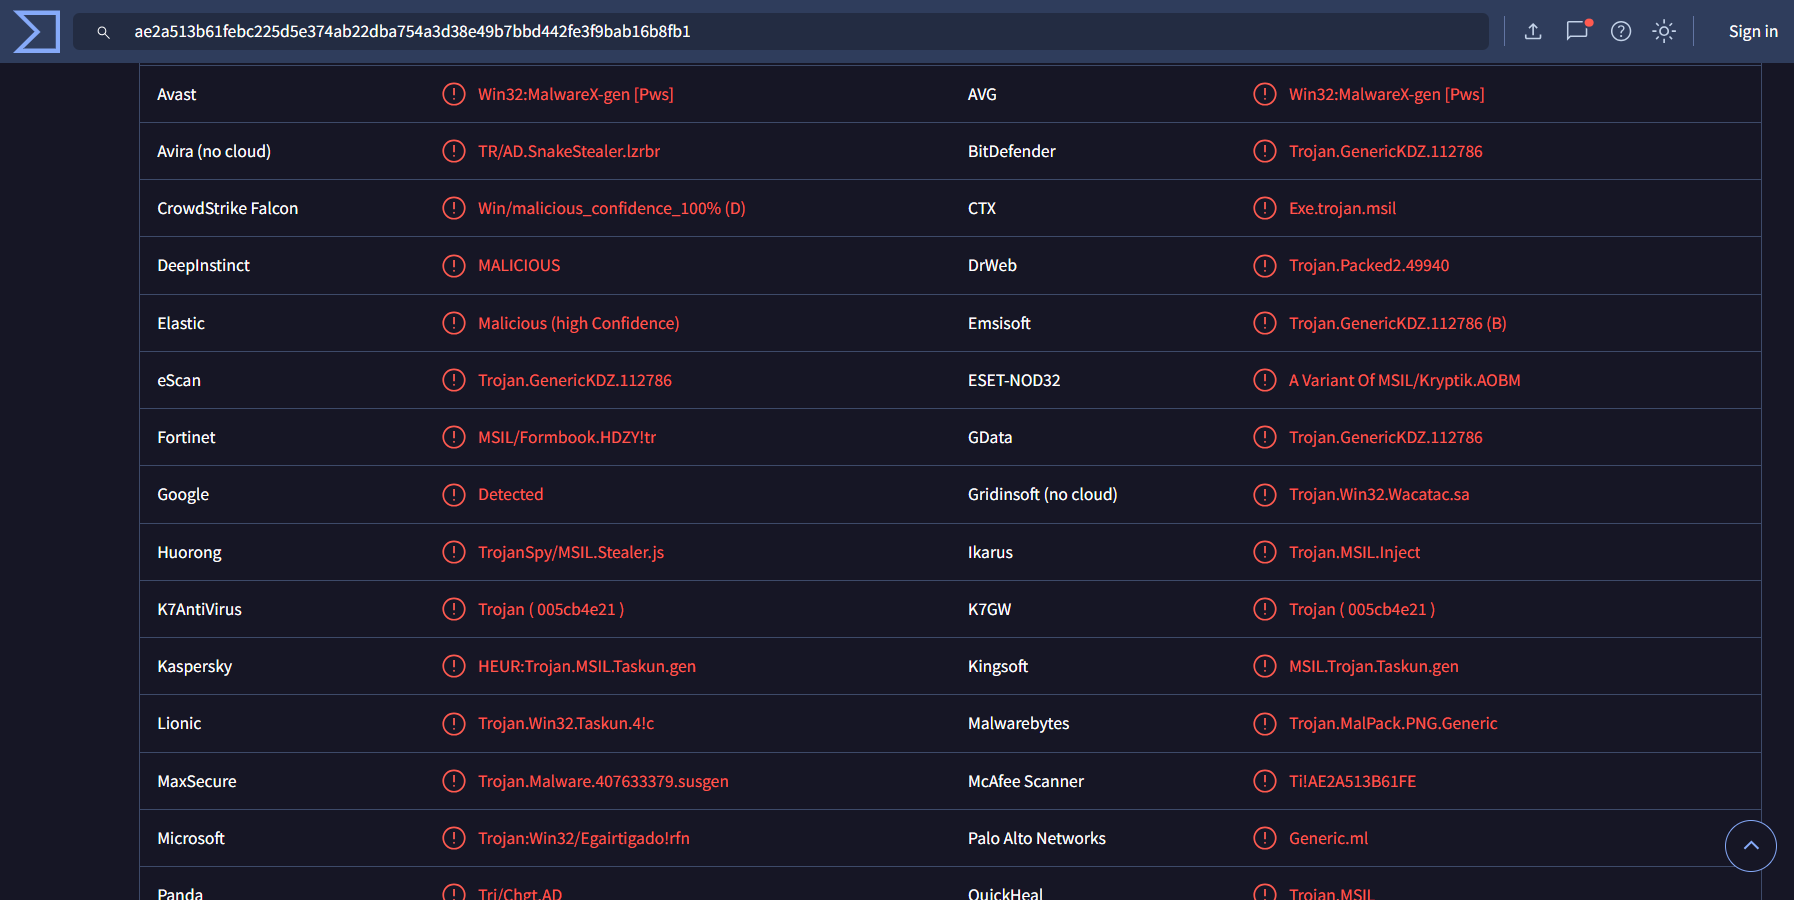 ae2a513b61febc225d5e374ab22dba754a3d38e49b7bbd442fe3f9bab16b8fb1 Sign in
Avast Win32:MalwareX-gen [Pws] AVG Win32:MalwareX-gen [Pws]
Avira (no cloud) TR/AD.SnakeStealer.lzrbr BitDefender Trojan.GenericKDZ.112786
CrowdStrike Falcon Win/malicious_confidence_100% (D) CTX Exe.trojan.msil
DeepInstinct MALICIOUS DrWeb Trojan.Packed2.49940
Elastic Malicious (high Confidence) Emsisoft Trojan.GenericKDZ.112786 (B)
eScan Trojan.GenericKDZ.112786 ESET-NOD32 A Variant Of MSIL/Kryptik.AOBM
Fortinet MSIL/Formbook.HDZY!tr GData Trojan.GenericKDZ.112786
Google Detected Gridinsoft (no cloud) Trojan.Win32.Wacatac.sa
Huorong TrojanSpy/MSIL.Stealer.js Ikarus Trojan.MSIL.Inject
K7AntiVirus Trojan ( 005cb4e21 ) K7GW Trojan ( 005cb4e21 )
Kaspersky HEUR:Trojan.MSIL.Taskun.gen Kingsoft MSIL.Trojan.Taskun.gen
Lionic Trojan.Win32.Taskun.4!c Malwarebytes Trojan.MalPack.PNG.Generic
MaxSecure Trojan.Malware.407633379.susgen McAfee Scanner Ti!AE2A513B61FE
Microsoft Trojan:Win32/Egairtigado!rfn Palo Alto Networks Generic.ml
Panda Trj/Chgt.AD QuickHeal Trojan.MSIL